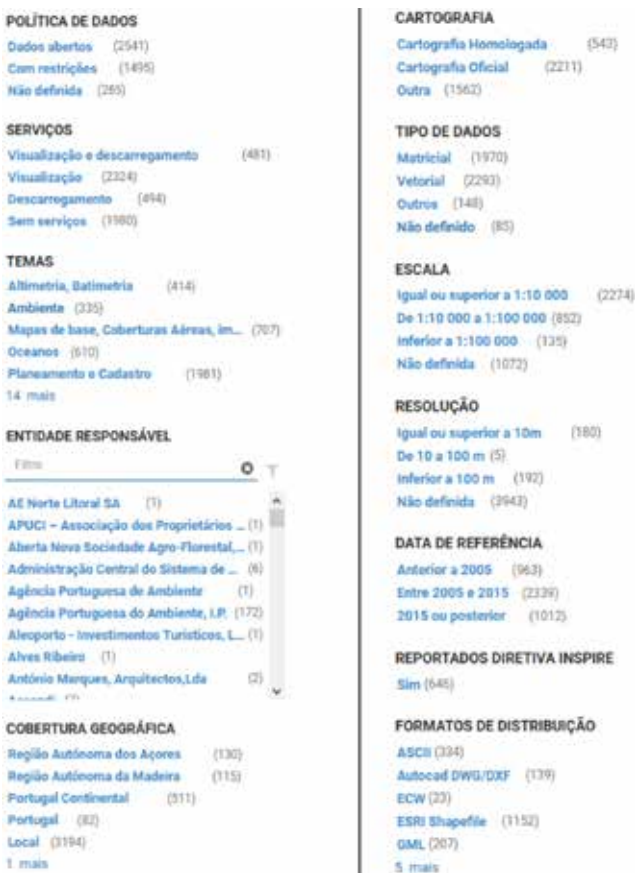 POLÍTICA DE DADOS
Dados abertos (2541)
Com restrições (1495)
Não definida (265)
SERVIÇOS
Visualização e descarregamento (481)
Visualização (2324)
Descarregamento (494)
Sem serviços (1980)
TEMAS
Altimetria, Batimetria (414)
Ambiente (335)
Mapas de base, Coberturas Aéreas, im... (707)
Oceanos (610)
Planeamento e Cadastro (1981)
14 mais
ENTIDADE RESPONSÁVEL
Filtro
AE Norte Litoral SA (1)
APUCI – Associação dos Proprietários ... (1)
Aberta Nova Sociedade Agro-Florestal,... (1)
Administração Central do Sistema de ... (6)
Agência Portuguesa de Ambiente (1)
Agência Portuguesa do Ambiente, I.P. (172)
Aleoporto - Investimentos Turísticos, L... (1)
Alves Ribeiro (1)
António Marques, Arquitectos,Lda (2)
COBERTURA GEOGRÁFICA
Região Autónoma dos Açores (130)
Região Autónoma da Madeira (115)
Portugal Continental (511)
Portugal (82)
Local (3194)
1 mais
CARTOGRAFIA
Cartografia Homologada (543)
Cartografia Oficial (2211)
Outra (1562)
TIPO DE DADOS
Matricial (1970)
Vetorial (2293)
Outros (148)
Não definido (85)
ESCALA
Igual ou superior a 1:10 000 (2274)
De 1:10 000 a 1:100 000 (852)
Inferior a 1:100 000 (135)
Não definida (1072)
RESOLUÇÃO
Igual ou superior a 10m (180)
De 10 a 100 m (5)
Inferior a 100 m (192)
Não definida (3943)
DATA DE REFERÊNCIA
Anterior a 2005 (963)
Entre 2005 e 2015 (2339)
2015 ou posterior (1012)
REPORTADOS DIRETIVA INSPIRE
Sim (646)
FORMATOS DE DISTRIBUIÇÃO
ASCII (334)
Autocad DWG/DXF (139)
ECW (23)
ESRI Shapefile (1152)
GML (207)
5 mais